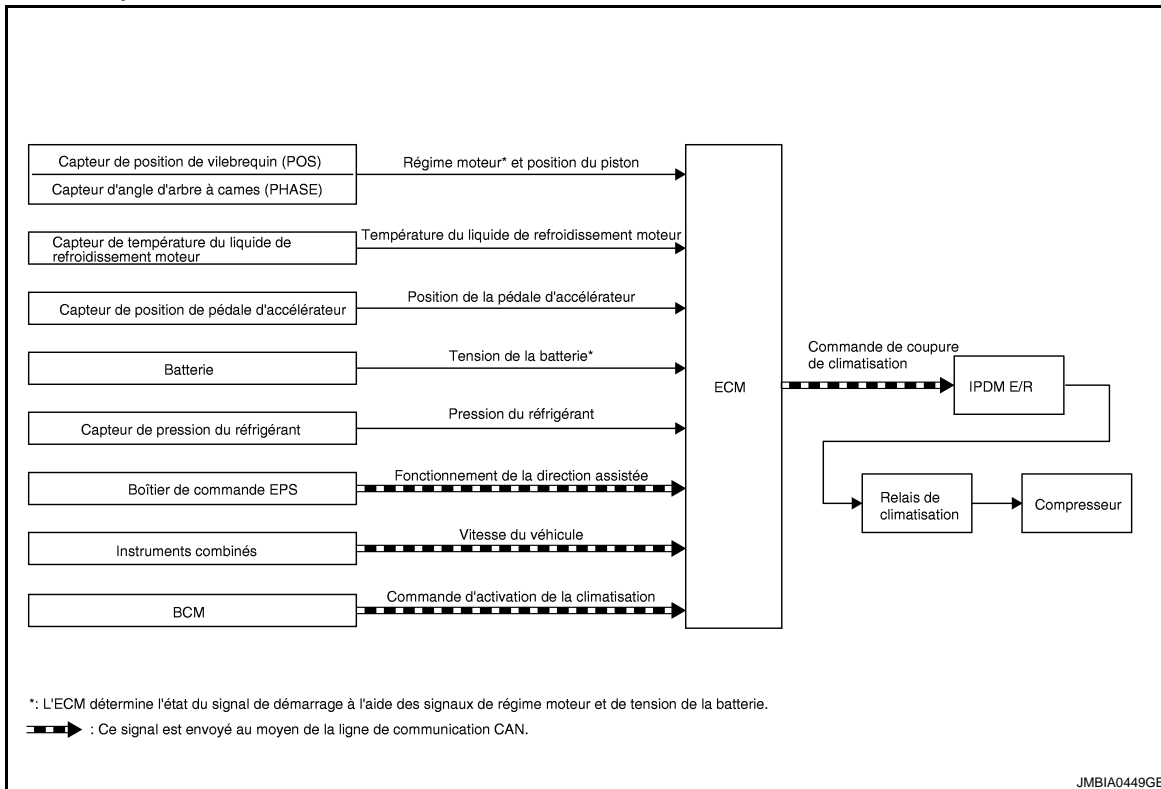 Capteur de position de vilebrequin (POS)
Capteur d'angle d'arbre à cames (PHASE)
Régime moteur* et position du piston
Capteur de température du liquide de
refroidissement moteur
Température du liquide de refroidissement moteur
Capteur de position de pédale d'accélérateur
Position de la pédale d'accélérateur
Batterie
Tension de la batterie*
Capteur de pression du réfrigérant
Pression du réfrigérant
Boîtier de commande EPS
Fonctionnement de la direction assistée
Instruments combinés
Vitesse du véhicule
BCM
Commande d'activation de la climatisation
ECM
Commande de coupure
de climatisation
IPDM E/R
Relais de
climatisation
Compresseur
*: L'ECM détermine l'état du signal de démarrage à l'aide des signaux de régime moteur et de tension de la batterie.
: Ce signal est envoyé au moyen de la ligne de communication CAN.
JMBIA0449GB